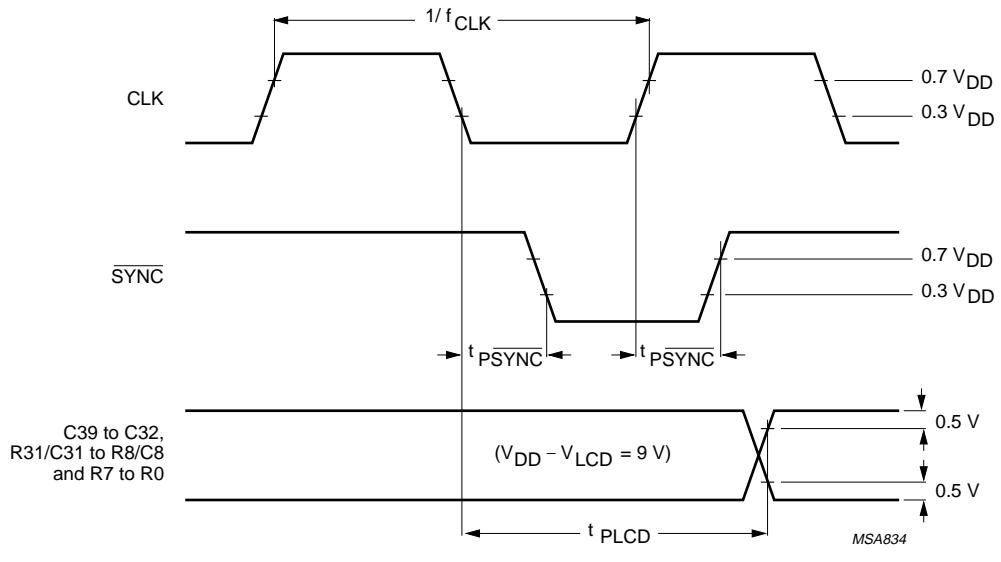 1/ fCLK
CLK
0.7 VDD
0.3 VDD
SYNC
0.7 VDD
0.3 VDD
t PSYNC
t PSYNC
C39 to C32,
R31/C31 to R8/C8
and R7 to R0
(VDD − VLCD = 9 V)
0.5 V
0.5 V
t PLCD
MSA834